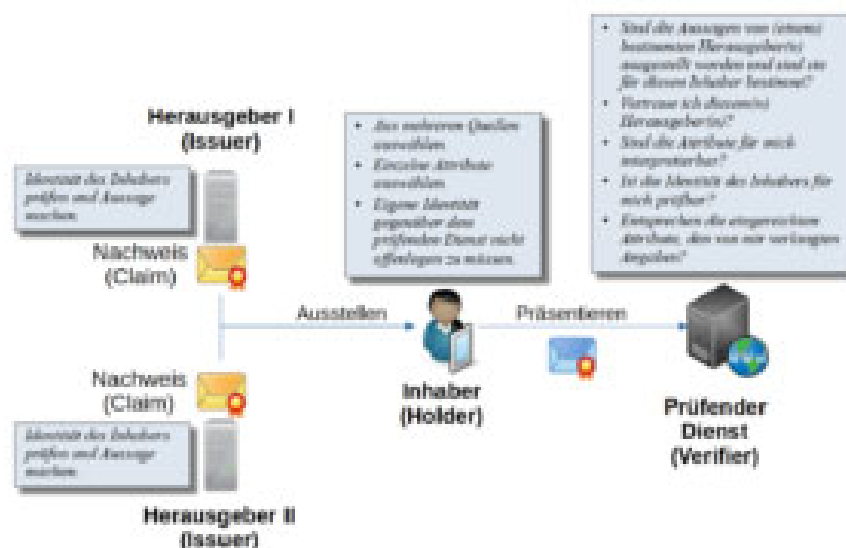 Herausgeber I
(Issuer)
Identität des Inhabers
prüfen und Aussage
machen.
Nachweis
(Claim)
Nachweis
(Claim)
Identität des Inhabers
prüfen und Aussage
machen.
Herausgeber II
(Issuer)
Ausstellen
• Aus mehreren Quellen
auswählen.
• Einzelne Attribute
auswählen.
• Eigene Identität
gegenüber dem
prüfenden Dienst nicht
offenlegen zu müssen.
Inhaber
(Holder)
Präsentieren
• Sind die Aussagen von (einem)
bestimmten Herausgeber(n)
ausgestellt worden und sind sie
für diesen Inhaber bestimmt?
• Vertraue ich diesem(n)
Herausgeber(n)?
• Sind die Attribute für mich
interpretierbar?
• Ist die Identität des Inhabers für
mich prüfbar?
• Entsprechen die eingereichten
Attribute, den von mir verlangten
Angaben?
Prüfender
Dienst
(Verifier)